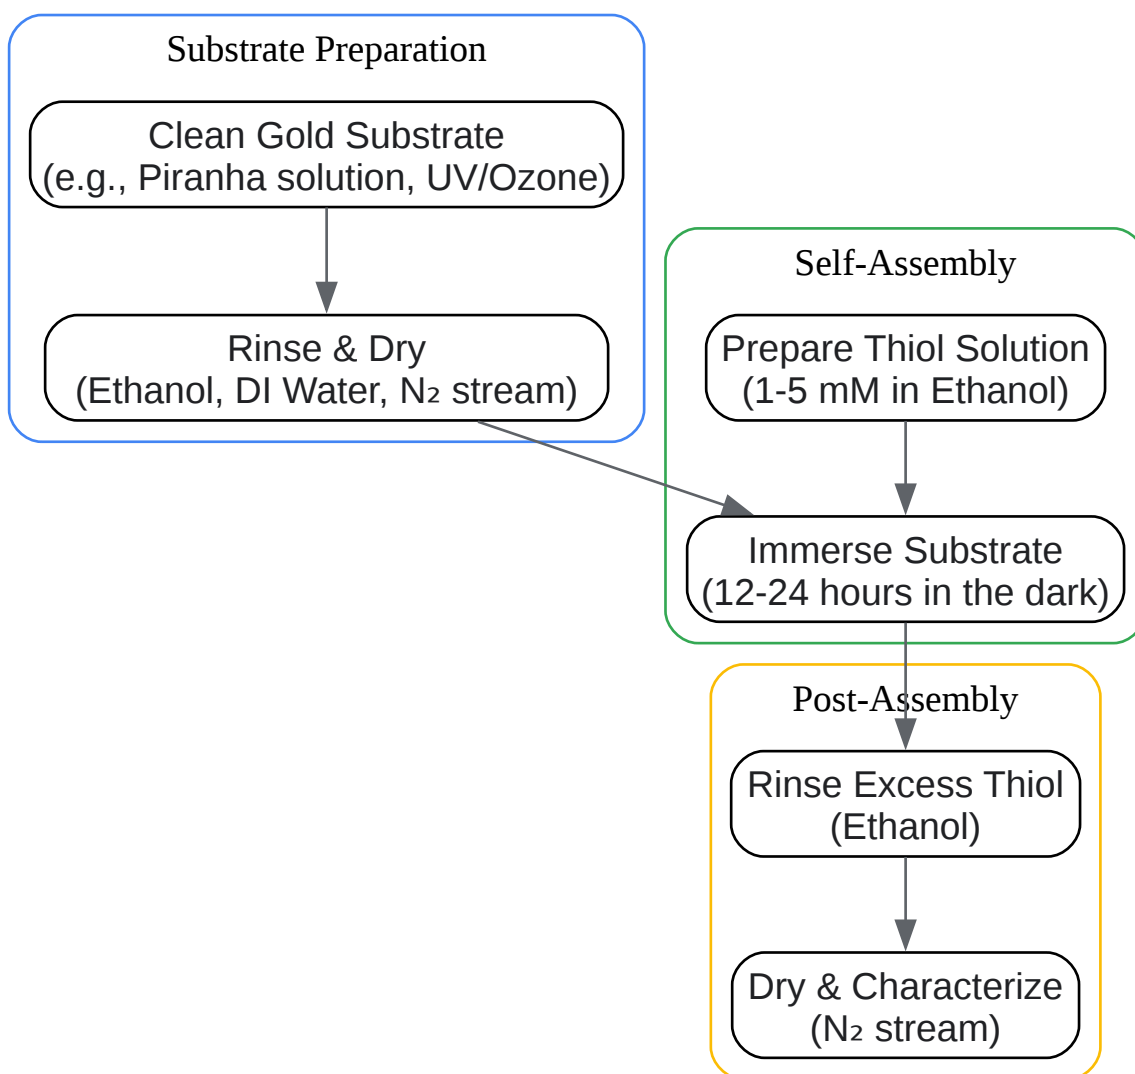 Substrate Preparation
Clean Gold Substrate
(e.g., Piranha solution, UV/Ozone)
Rinse & Dry
(Ethanol, DI Water, N₂ stream)
Self-Assembly
Prepare Thiol Solution
(1-5 mM in Ethanol)
Immerse Substrate
(12-24 hours in the dark)
Post-Assembly
Rinse Excess Thiol
(Ethanol)
Dry & Characterize
(N₂ stream)